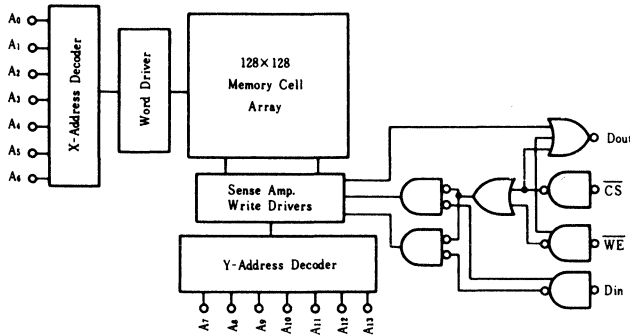 A0
A1
A2
A3
A4
A5
A6
X-Address Decoder
Word Driver
128×128
Memory Cell
Array
Sense Amp.
Write Drivers
Y-Address Decoder
A7
A8
A9
A10
A11
A12
A13
Dout
CS
WE
Din